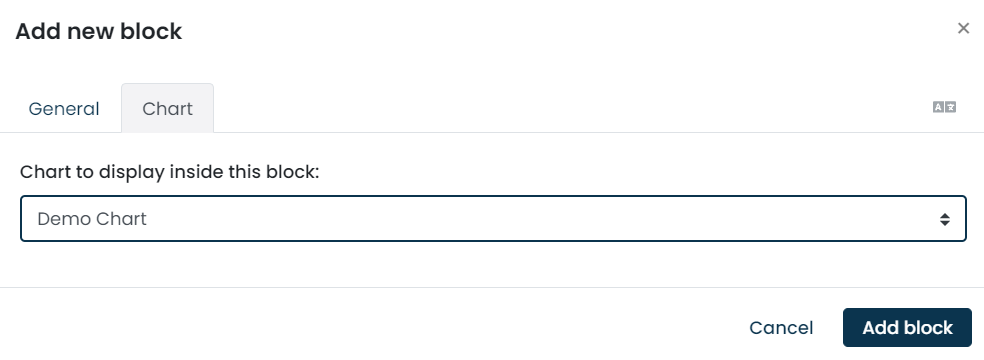 Add new block
×
General
Chart
Chart to display inside this block:
Demo Chart
Cancel
Add block